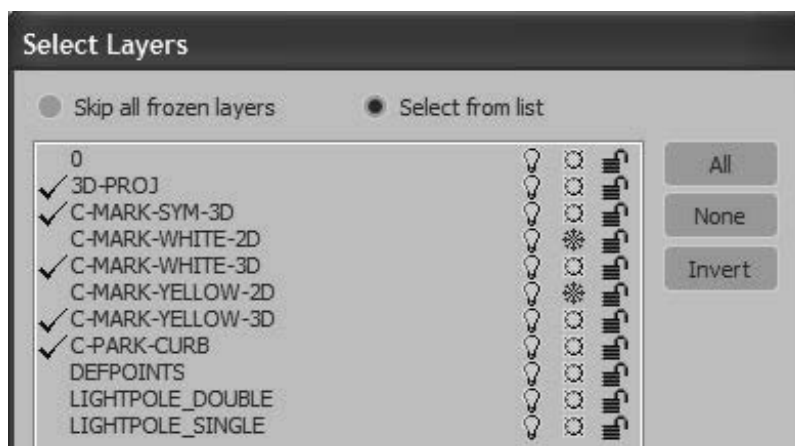 Select Layers
Skip all frozen layers Select from list
0
3D-PROJ
C-MARK-SYM-3D
C-MARK-WHITE-2D
C-MARK-WHITE-3D
C-MARK-YELLOW-2D
C-MARK-YELLOW-3D
C-PARK-CURB
DEFPOINTS
LIGHTPOLE_DOUBLE
LIGHTPOLE_SINGLE
All
None
Invert